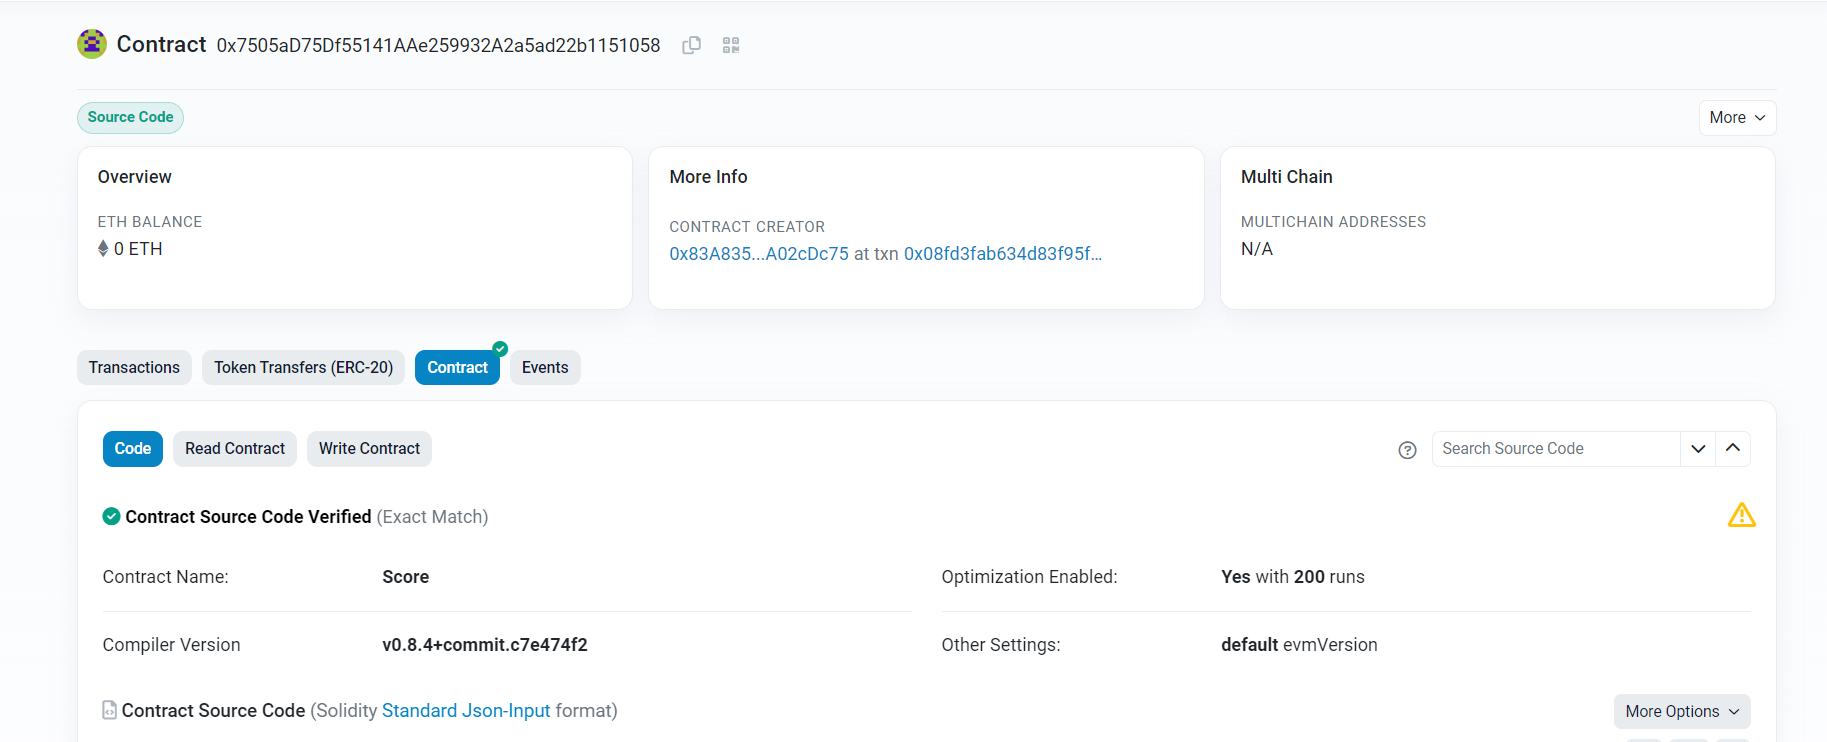 Contract 0x7505aD75Df55141AAe259932A2a5ad22b1151058
Source Code
More
Overview
ETH BALANCE
0 ETH
More Info
CONTRACT CREATOR
0x83A835...A02cDc75 at txn 0x08fd3fab634d83f95f...
Multi Chain
MULTICHAIN ADDRESSES
N/A
Transactions
Token Transfers (ERC-20)
Contract
Events
Code
Read Contract
Write Contract
Search Source Code
Contract Source Code Verified (Exact Match)
Contract Name: Score
Optimization Enabled: Yes with 200 runs
Compiler Version v0.8.4+commit.c7e474f2
Other Settings: default evmVersion
Contract Source Code (Solidity Standard Json-Input format)
More Options